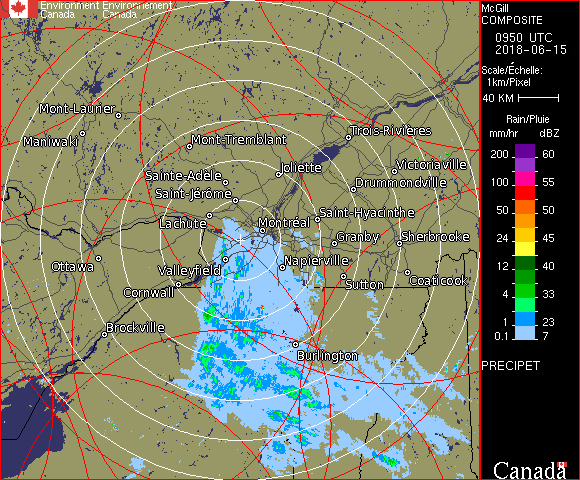 Environment Environnement
Canada Canada
McGill
COMPOSITE
0950 UTC
2018-06-15
Scale/Échelle:
1km/Pixel
40 KM
Rain/Pluie
mm/hr dBZ
200 60
55
100 55
50 50
24 45
12 40
4 33
1 23
0.1 7
PRECIPET
Canada
Mont-Laurier
Maniwaki
Mont-Tremblant
Trois-Rivières
Joliette
Victoriaville
Sainte-Adèle
Drummondville
Saint-Jérôme
Saint-Hyacinthe
Lachute
Montréal
Granby
Sherbrooke
Ottawa
Valleyfield
Napierville
Cornwall
Sutton
Coaticook
Brockville
Burlington